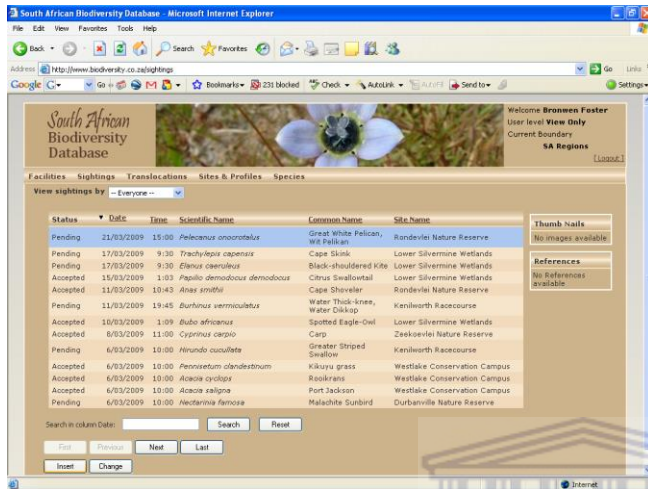 South African Biodiversity Database - Microsoft Internet Explorer
File Edit View Favorites Tools Help
Back Search Favorites
Address http://www.biodiversity.co.za/sightings Go Links
Google Go Bookmarks 231 blocked Check AutoLink AutoFill Send to Settings
South African
Biodiversity
Database
Welcome Bronwen Foster
User level View Only
Current Boundary
SA Regions
[Logout]
Facilities Sightings Translocations Sites & Profiles Species
View sightings by -- Everyone --
Status Date Time Scientific Name Common Name Site Name
Pending 21/03/2009 15:00 Pelecanus onocrotalus Great White Pelican, Wit Pelikan Rondevlei Nature Reserve
Pending 17/03/2009 9:30 Trachylepis capensis Cape Skink Lower Silvermine Wetlands
Pending 17/03/2009 9:30 Elanus caeruleus Black-shouldered Kite Lower Silvermine Wetlands
Accepted 15/03/2009 1:03 Papilio demodocus demodocus Citrus Swallowtail Lower Silvermine Wetlands
Accepted 11/03/2009 10:43 Anas smithii Cape Shoveler Rondevlei Nature Reserve
Pending 11/03/2009 19:45 Burhinus vermiculatus Water Thick-knee, Water Dikkop Kenilworth Racecourse
Accepted 10/03/2009 1:09 Bubo africanus Spotted Eagle-Owl Lower Silvermine Wetlands
Accepted 8/03/2009 11:00 Cyprinus carpio Carp Zeekoevlei Nature Reserve
Pending 6/03/2009 10:00 Hirundo cucullata Greater Striped Swallow Kenilworth Racecourse
Accepted 6/03/2009 10:00 Pennisetum clandestinum Kikuyu grass Westlake Conservation Campus
Accepted 6/03/2009 10:00 Acacia cyclops Rooikrans Westlake Conservation Campus
Accepted 6/03/2009 10:00 Acacia saligna Port Jackson Westlake Conservation Campus
Pending 6/03/2009 10:00 Nectarinia famosa Malachite Sunbird Durbanville Nature Reserve
Thumb Nails
No images available
References
No References
available
Search in column Date: Search Reset
First Previous Next Last
Insert Change
Internet